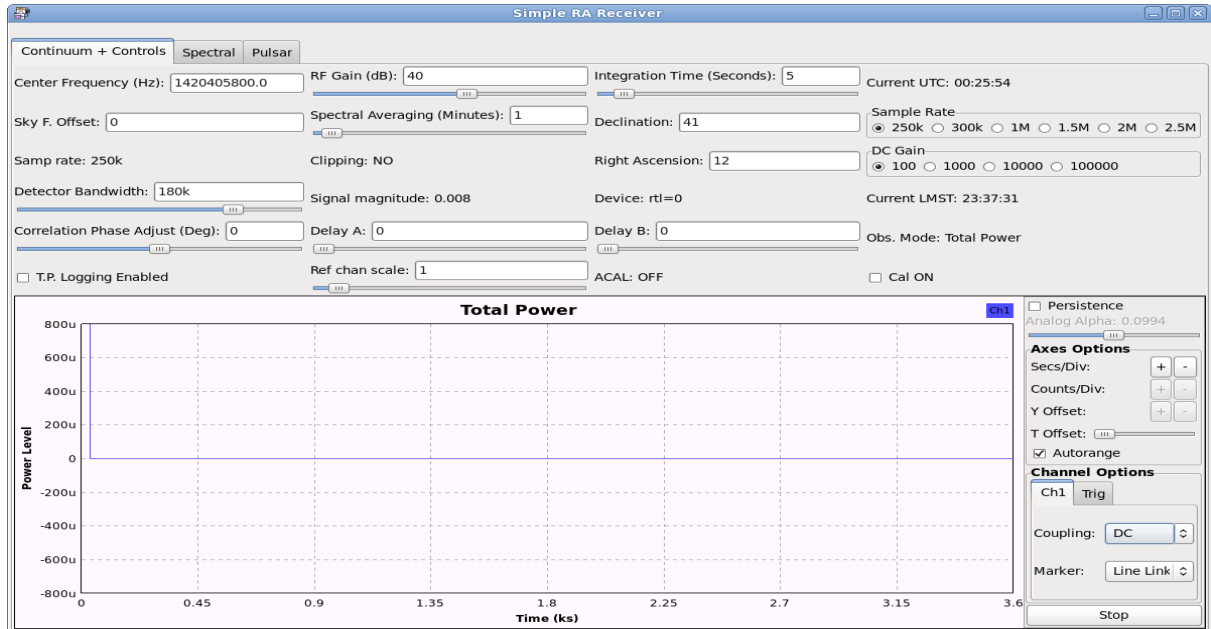 Simple RA Receiver
Continuum + Controls Spectral Pulsar
Center Frequency (Hz): 1420405800.0 RF Gain (dB): 40 Integration Time (Seconds): 5 Current UTC: 00:25:54
Sky F. Offset: 0 Spectral Averaging (Minutes): 1 Declination: 41 Sample Rate
250k 300k 1M 1.5M 2M 2.5M
Samp rate: 250k Clipping: NO Right Ascension: 12 DC Gain
100 1000 10000 100000
Detector Bandwidth: 180k Signal magnitude: 0.008 Device: rtl=0 Current LMST: 23:37:31
Correlation Phase Adjust (Deg): 0 Delay A: 0 Delay B: 0 Obs. Mode: Total Power
T.P. Logging Enabled Ref chan scale: 1 ACAL: OFF Cal ON
Total Power
Ch1
Power Level
800u
600u
400u
200u
0
-200u
-400u
-600u
-800u
0 0.45 0.9 1.35 1.8 2.25 2.7 3.15 3.6
Time (ks)
Persistence
Analog Alpha: 0.0994
Axes Options
Secs/Div: + -
Counts/Div: + -
Y Offset: + -
T Offset:
Autorange
Channel Options
Ch1 Trig
Coupling: DC
Marker: Line Link
Stop